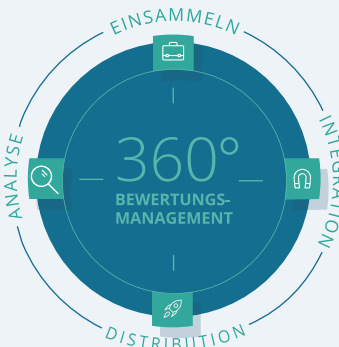 EINSAMMELN
360°
BEWERTUNGS-
MANAGEMENT
ANALYSE
INTEGRATION
DISTRIBUTION